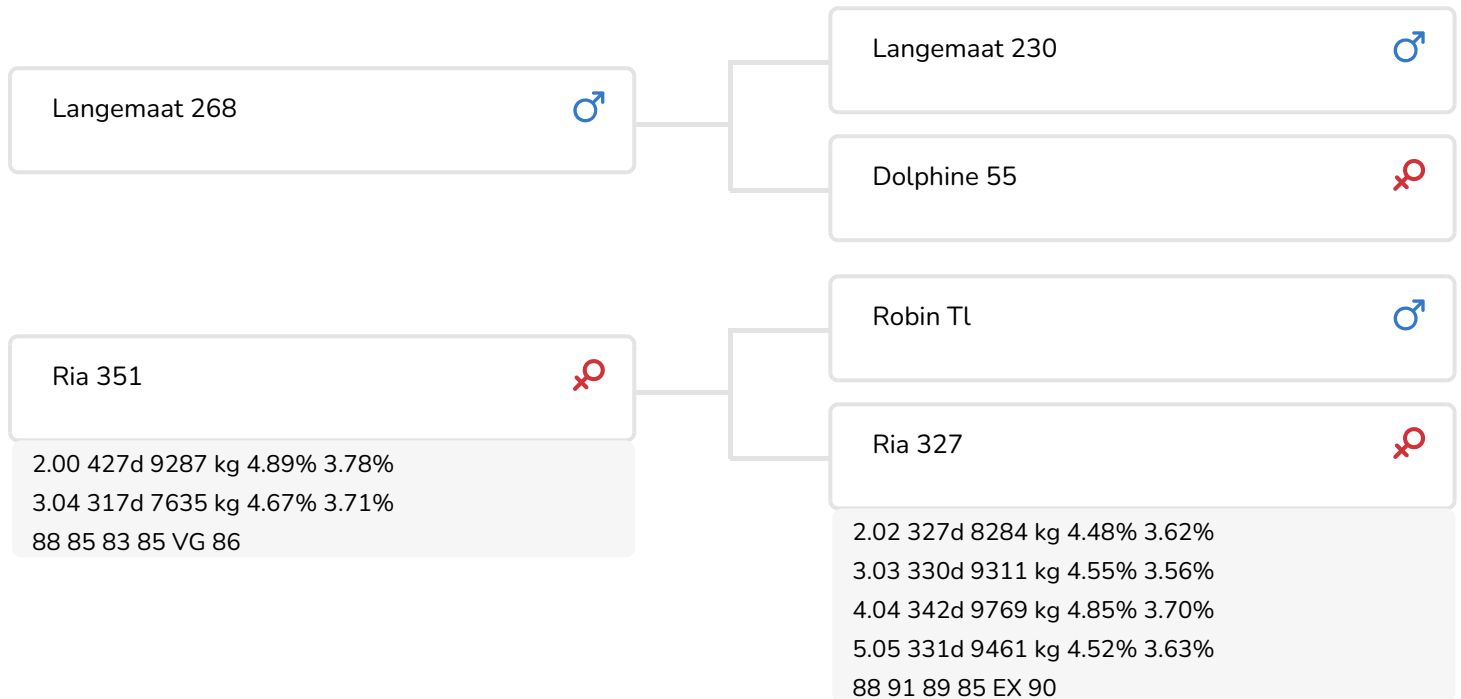 Langemaat 268
Langemaat 230
Dolphine 55
Ria 351
2.00 427d 9287 kg 4.89% 3.78%
3.04 317d 7635 kg 4.67% 3.71%
88 85 83 85 VG 86
Robin Tl
Ria 327
2.02 327d 8284 kg 4.48% 3.62%
3.03 330d 9311 kg 4.55% 3.56%
4.04 342d 9769 kg 4.85% 3.70%
5.05 331d 9461 kg 4.52% 3.63%
88 91 89 85 EX 90